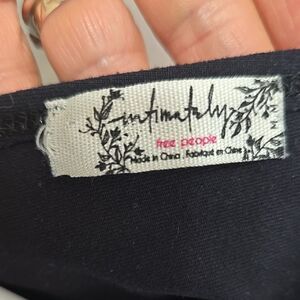 intimately
free people
Made in China . Fabriqué en Chine